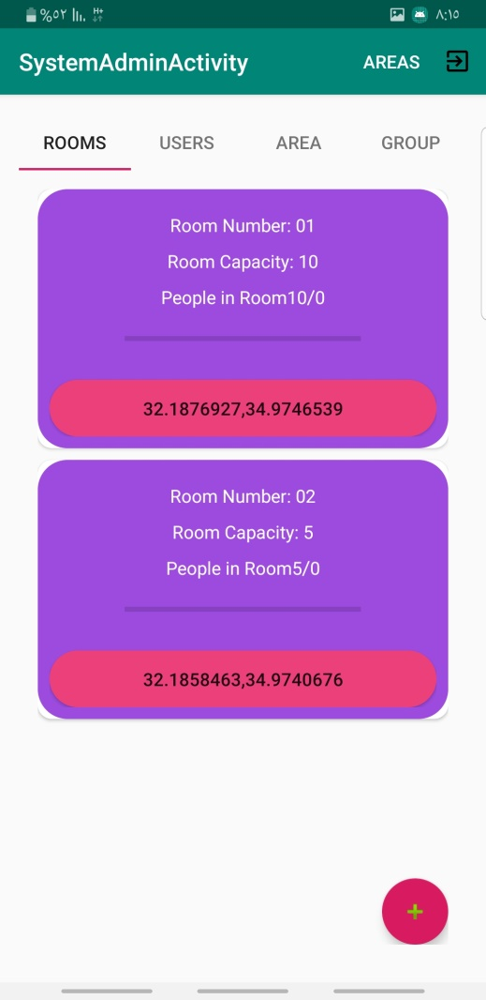 %٥٢ H+ ٨:١٥
SystemAdminActivity AREAS
ROOMS USERS AREA GROUP
Room Number: 01
Room Capacity: 10
People in Room10/0
32.1876927,34.9746539
Room Number: 02
Room Capacity: 5
People in Room5/0
32.1858463,34.9740676
+